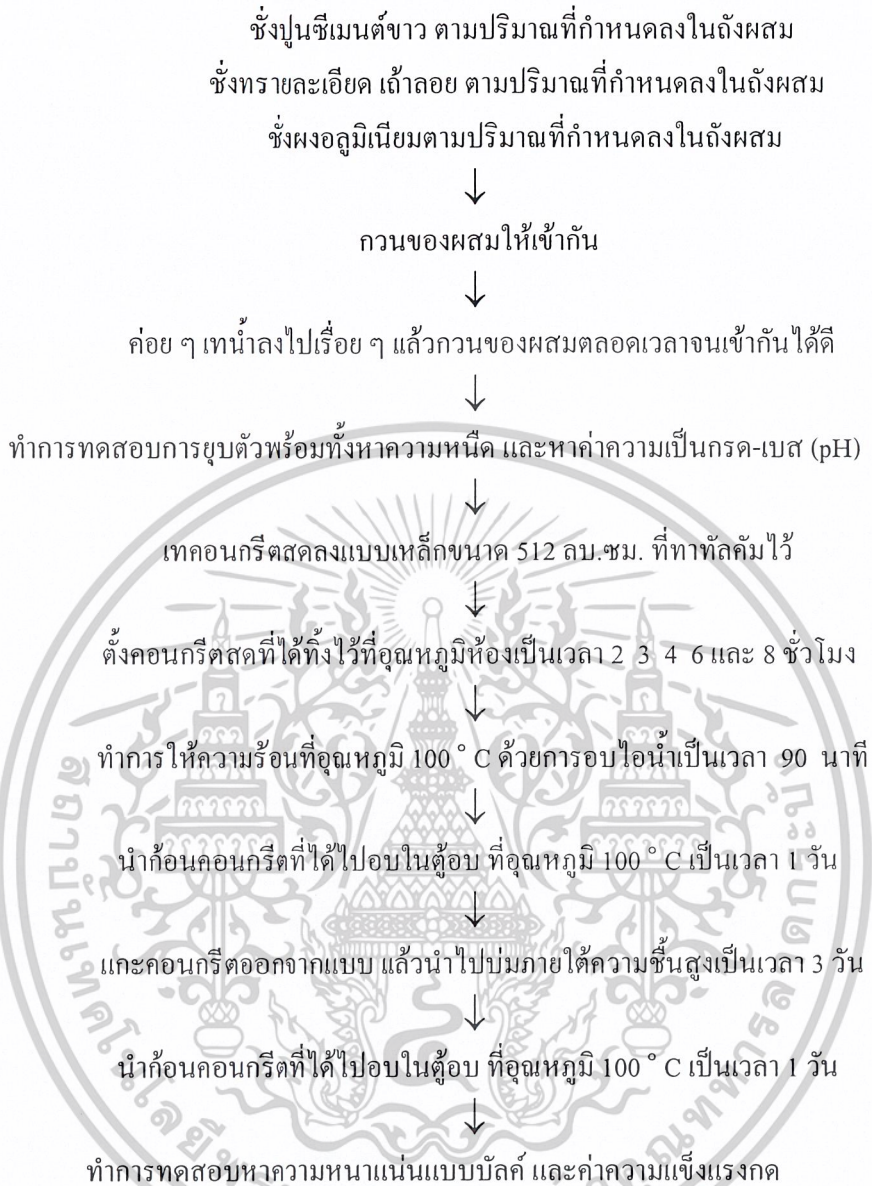 ชั่งปูนซีเมนต์ขาว ตามปริมาณที่กำหนดลงในถังผสม
ชั่งทรายละเอียด เถ้าลอย ตามปริมาณที่กำหนดลงในถังผสม
ชั่งผงอลูมิเนียมตามปริมาณที่กำหนดลงในถังผสม
↓
กวนของผสมให้เข้ากัน
↓
ค่อย ๆ เทน้ำลงไปเรื่อย ๆ แล้วกวนของผสมตลอดเวลาจนเข้ากันได้ดี
↓
ทำการทดสอบการยุบตัวพร้อมทั้งหาความหนืด และหาค่าความเป็นกรด-เบส (pH)
↓
เทคอนกรีตสดลงแบบเหล็กขนาด 512 ลบ.ซม. ที่ทาทัลคัมไว้
↓
ตั้งคอนกรีตสดที่ได้ทิ้งไว้ที่อุณหภูมิห้องเป็นเวลา 2 3 4 6 และ 8 ชั่วโมง
↓
ทำการให้ความร้อนที่อุณหภูมิ 100 ° C ด้วยการอบไอน้ำเป็นเวลา 90 นาที
↓
นำก้อนคอนกรีตที่ได้ไปอบในตู้อบ ที่อุณหภูมิ 100 ° C เป็นเวลา 1 วัน
↓
แกะคอนกรีตออกจากแบบ แล้วนำไปบ่มภายใต้ความชื้นสูงเป็นเวลา 3 วัน
↓
นำก้อนคอนกรีตที่ได้ไปอบในตู้อบ ที่อุณหภูมิ 100 ° C เป็นเวลา 1 วัน
↓
ทำการทดสอบหาความหนาแน่นแบบบัลค์ และค่าความแข็งแรงกด